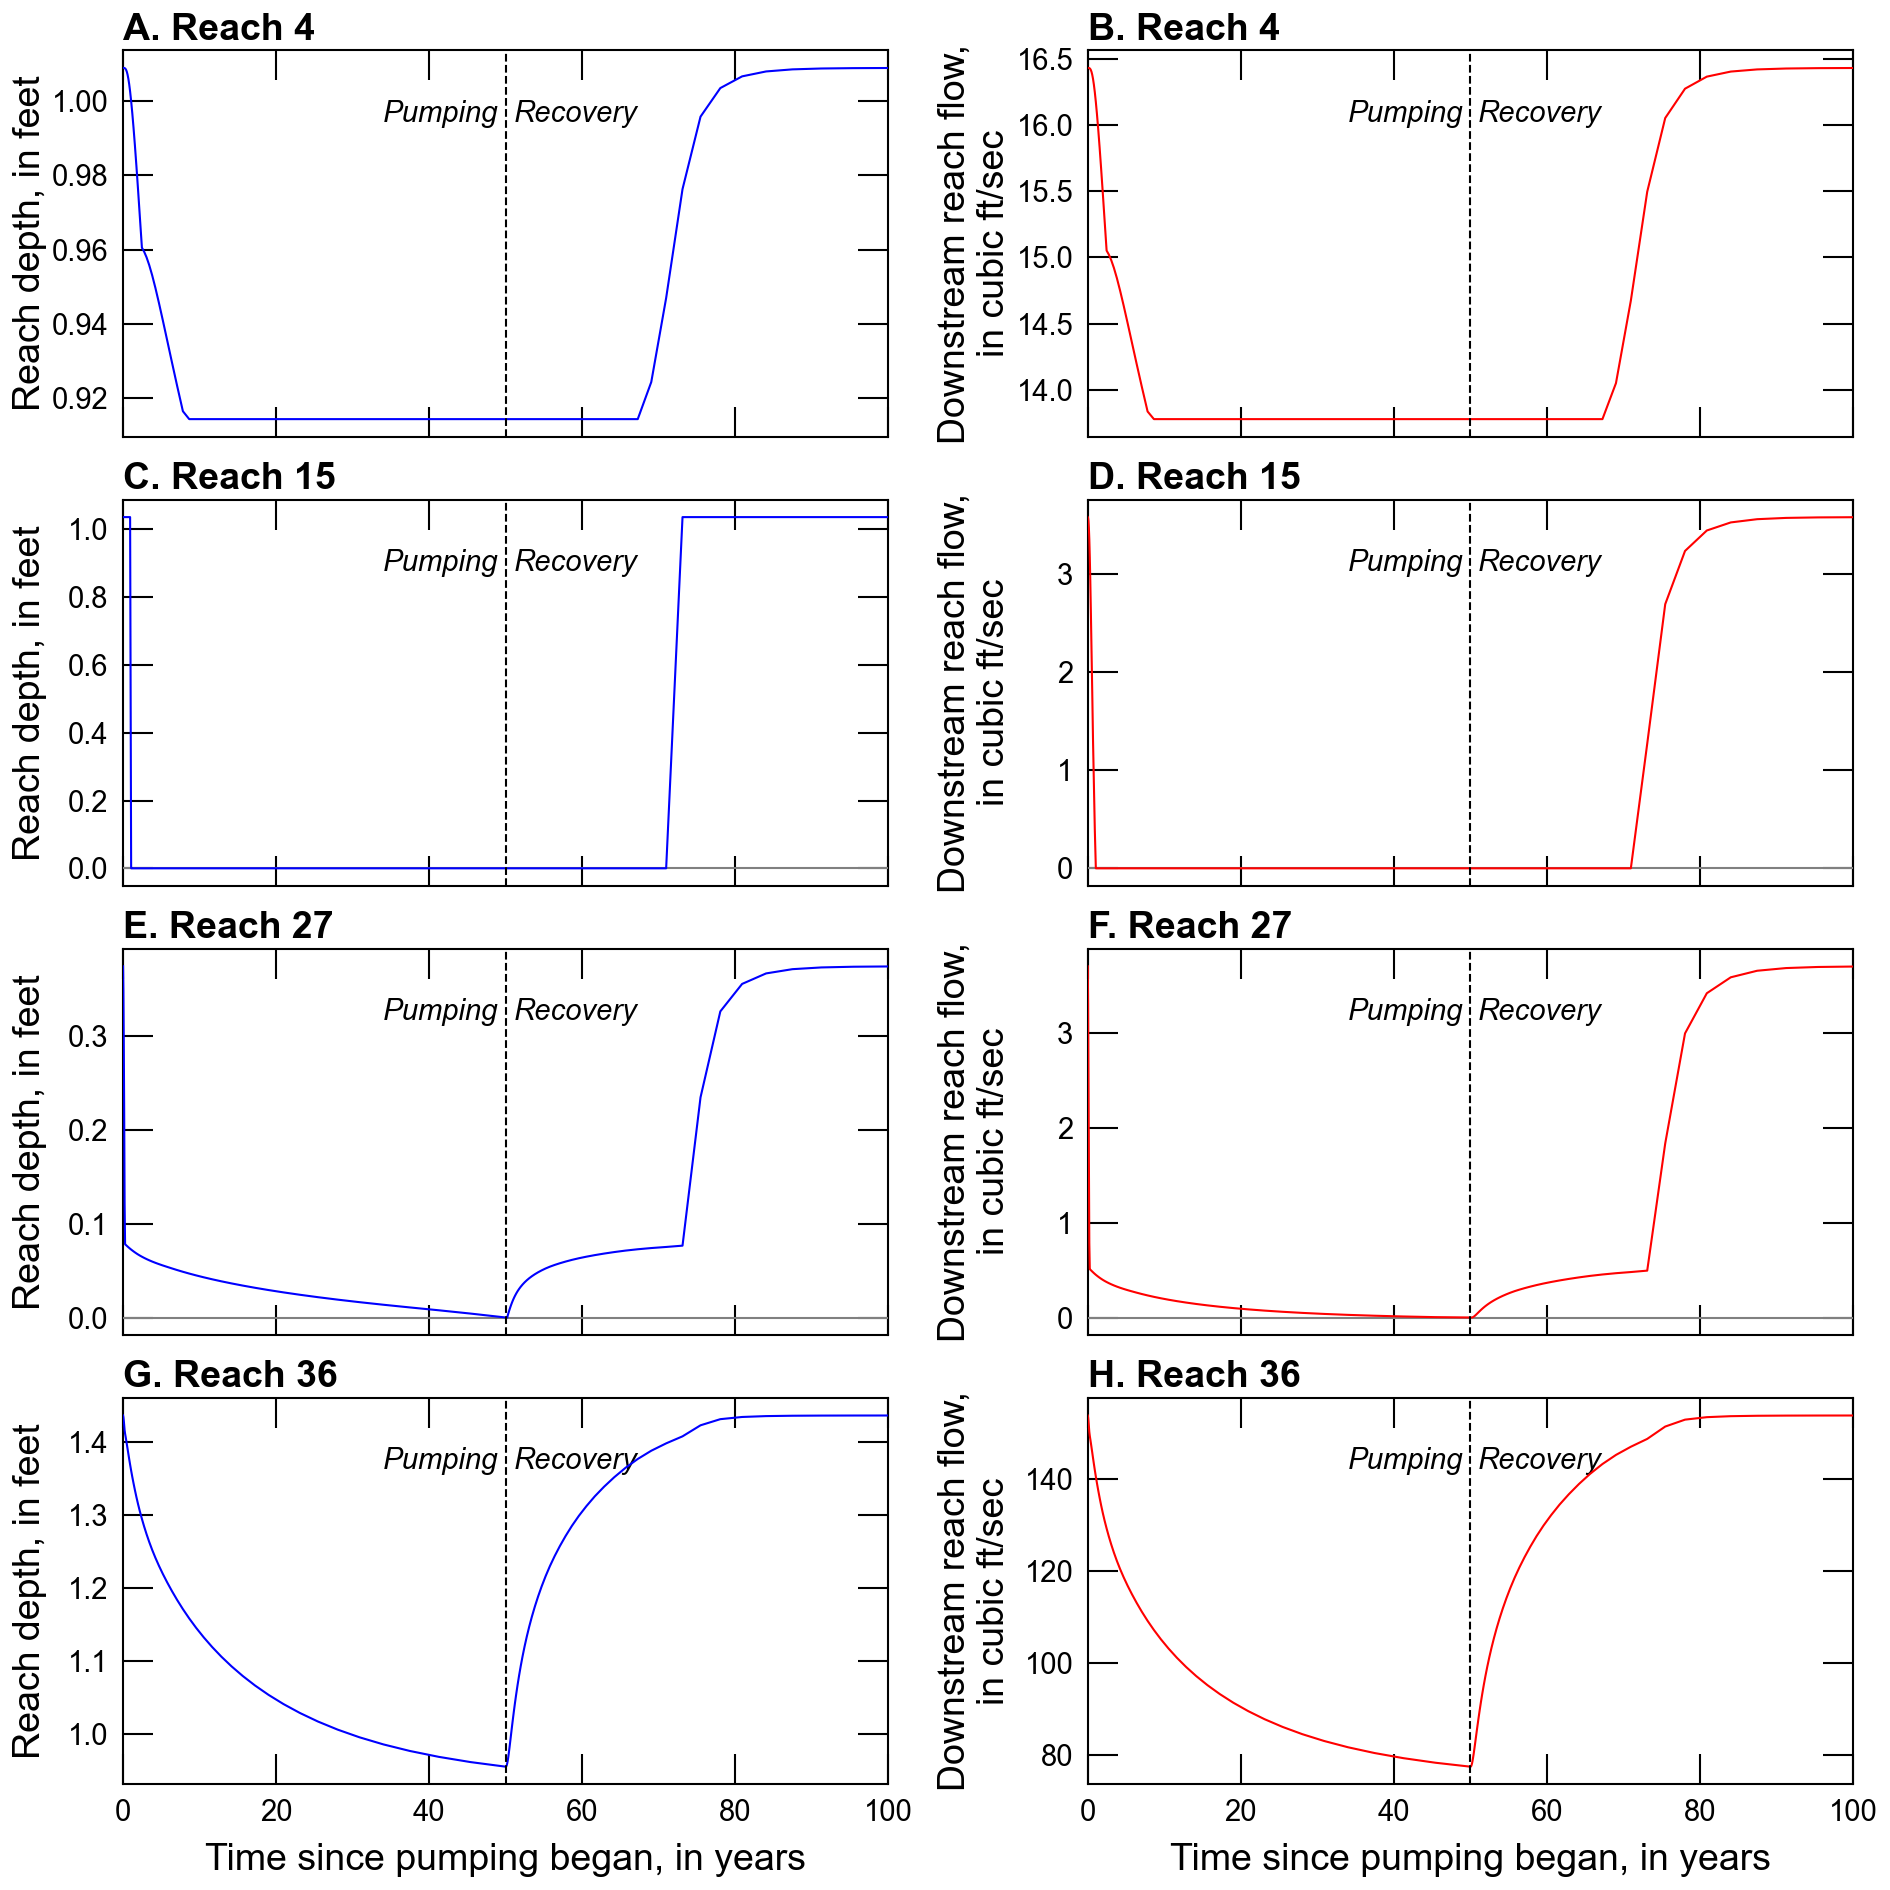 A. Reach 4
Reach depth, in feet
1.00
0.98
0.96
0.94
0.92
Pumping
Recovery
B. Reach 4
Downstream reach flow,
in cubic ft/sec
16.5
16.0
15.5
15.0
14.5
14.0
Pumping
Recovery
C. Reach 15
Reach depth, in feet
1.0
0.8
0.6
0.4
0.2
0.0
Pumping
Recovery
D. Reach 15
Downstream reach flow,
in cubic ft/sec
3
2
1
0
Pumping
Recovery
E. Reach 27
Reach depth, in feet
0.3
0.2
0.1
0.0
Pumping
Recovery
F. Reach 27
Downstream reach flow,
in cubic ft/sec
3
2
1
0
Pumping
Recovery
G. Reach 36
Reach depth, in feet
1.4
1.3
1.2
1.1
1.0
Pumping
Recovery
0 20 40 60 80 100
Time since pumping began, in years
H. Reach 36
Downstream reach flow,
in cubic ft/sec
140
120
100
80
Pumping
Recovery
0 20 40 60 80 100
Time since pumping began, in years